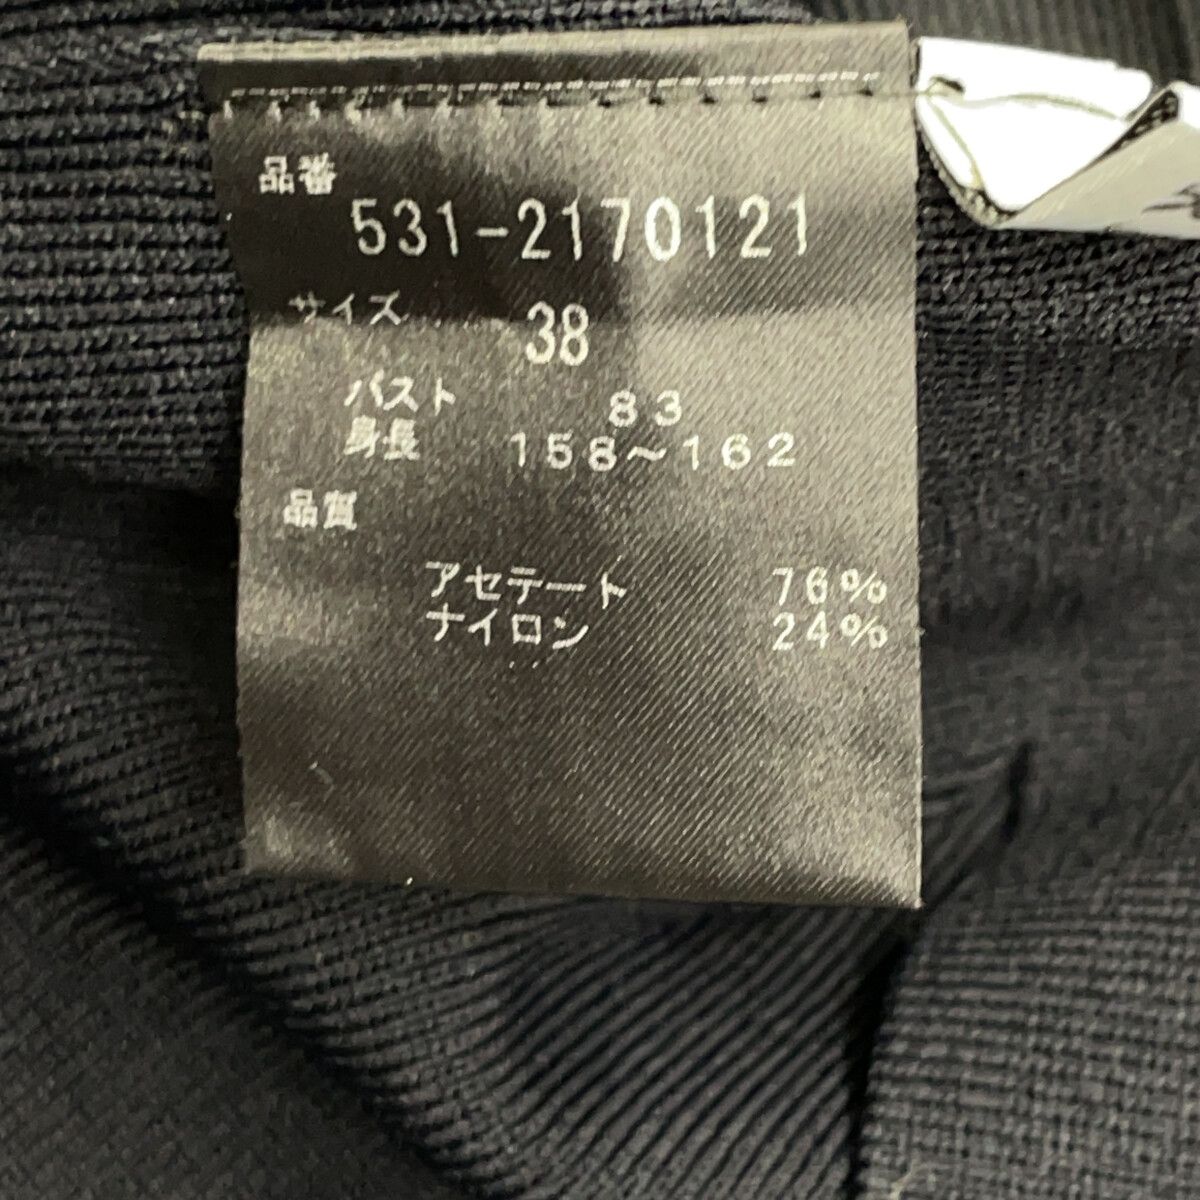 品番
531-2170121
サイズ 38
バスト 83
身長 158～162
品質
アセテート 76%
ナイロン 24%